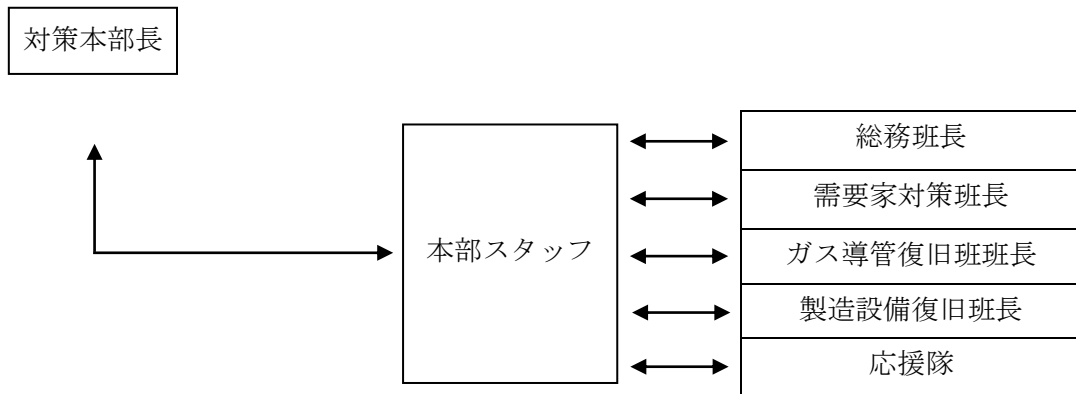 対策本部長
本部スタッフ
総務班長
需要家対策班長
ガス導管復旧班班長
製造設備復旧班長
応援隊